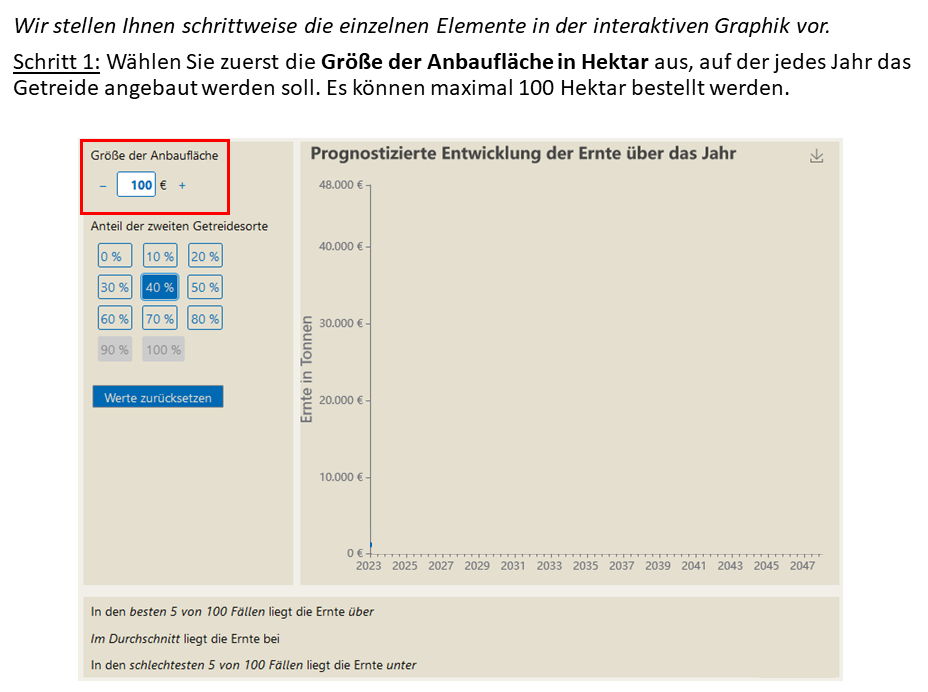 Wir stellen Ihnen schrittweise die einzelnen Elemente in der interaktiven Graphik vor.
Schritt 1: Wählen Sie zuerst die Größe der Anbaufläche in Hektar aus, auf der jedes Jahr das
Getreide angebaut werden soll. Es können maximal 100 Hektar bestellt werden.
Größe der Anbaufläche
– 100 € +
Anteil der zweiten Getreidesorte
0 % 10 % 20 %
30 % 40 % 50 %
60 % 70 % 80 %
90 % 100 %
Werte zurücksetzen
Prognostizierte Entwicklung der Ernte über das Jahr
Ernte in Tonnen
48.000 €
40.000 €
30.000 €
20.000 €
10.000 €
0 €
2023 2025 2027 2029 2031 2033 2035 2037 2039 2041 2043 2045 2047
In den besten 5 von 100 Fällen liegt die Ernte über
Im Durchschnitt liegt die Ernte bei
In den schlechtesten 5 von 100 Fällen liegt die Ernte unter